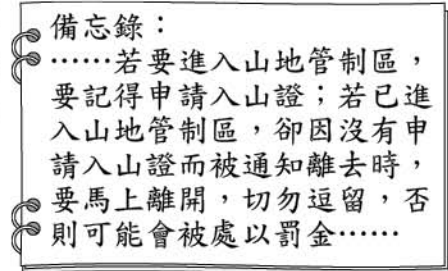 備忘錄：
……若要進入山地管制區，
要記得申請入山證；若已進
入山地管制區，卻因沒有申
請入山證而被通知離去時，
要馬上離開，切勿逗留，否
則可能會被處以罰金……